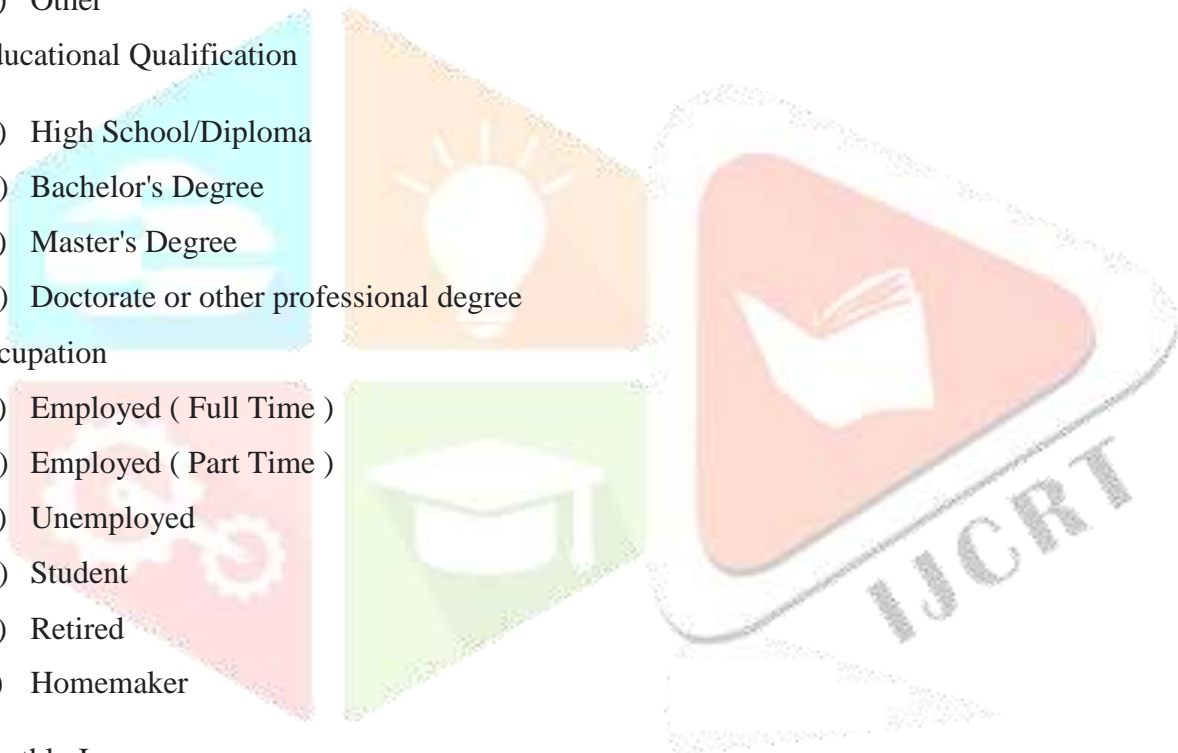 ) Other
ducational Qualification
) High School/Diploma
) Bachelor's Degree
) Master's Degree
) Doctorate or other professional degree
cupation
) Employed ( Full Time )
) Employed ( Part Time )
) Unemployed
) Student
) Retired
) Homemaker
IJCRT